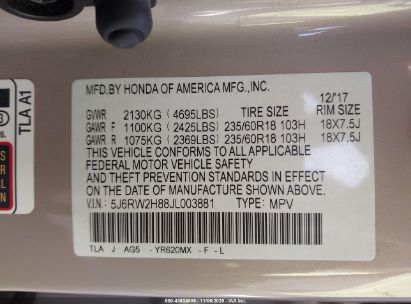 MFD.BY HONDA OF AMERICA MFG.,INC.
12/'17
GVWR 2130KG (4695LBS) TIRE SIZE RIM SIZE
GAWR F 1100KG (2425LBS) 235/60R18 103H 18X7.5J
GAWR R 1075KG (2369LBS) 235/60R18 103H 18X7.5J
THIS VEHICLE CONFORMS TO ALL APPLICABLE
FEDERAL MOTOR VEHICLE SAFETY
AND THEFT PREVENTION STANDARDS IN EFFECT
ON THE DATE OF MANUFACTURE SHOWN ABOVE.
V.I.N.: 5J6RW2H88JL003881 TYPE: MPV
TLA J AG5 - YR620MX - F - L
TLA A1